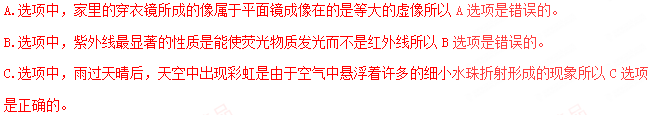 A.选项中，家里的穿衣镜所成的像属于平面镜成像在的是等大的虚像所以 A 选项是错误的。
B.选项中，紫外线最显著的性质是能使荧光物质发光而不是红外线所以 B 选项是错误的。
C.选项中，雨过天晴后，天空中出现彩虹是由于空气中悬浮着许多的细小水珠折射形成的现象所以 C 选项
是正确的。